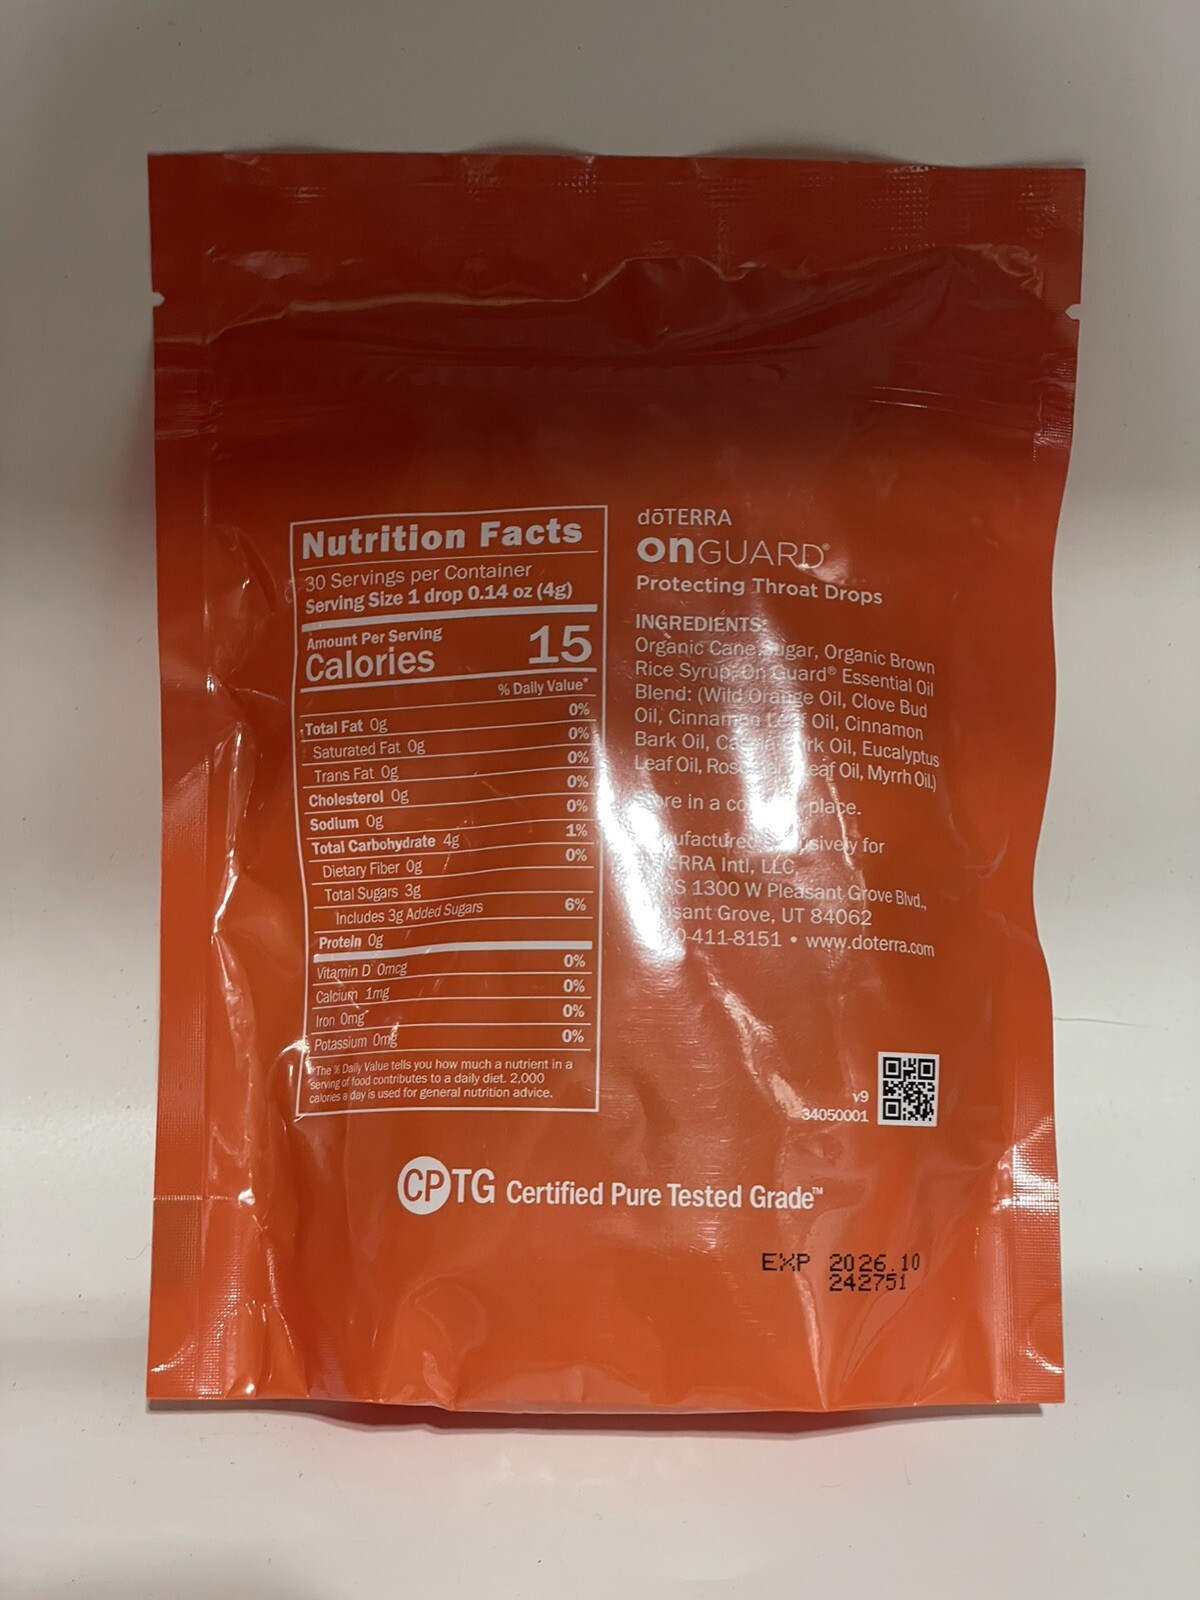 Nutrition Facts
30 Servings per Container
Serving Size 1 drop 0.14 oz (4g)
Amount Per Serving
Calories 15
% Daily Value*
Total Fat 0g 0%
Saturated Fat 0g 0%
Trans Fat 0g 0%
Cholesterol 0g 0%
Sodium 0g 0%
Total Carbohydrate 4g 1%
Dietary Fiber 0g 0%
Total Sugars 3g
Includes 3g Added Sugars 6%
Protein 0g
Vitamin D 0mcg 0%
Calcium 1mg 0%
Iron 0mg 0%
Potassium 0mg 0%
*The % Daily Value tells you how much a nutrient in a
serving of food contributes to a daily diet. 2,000
calories a day is used for general nutrition advice.
dōTERRA
onGUARD®
Protecting Throat Drops
INGREDIENTS:
Organic Cane Sugar, Organic Brown
Rice Syrup, On Guard® Essential Oil
Blend: (Wild Orange Oil, Clove Bud
Oil, Cinnamon Leaf Oil, Cinnamon
Bark Oil, Oil, Eucalyptus
Leaf Oil, Leaf Oil, Myrrh Oil.)
in a place.
for
Intl, LLC,
S 1300 W Pleasant Grove Blvd.,
Grove, UT 84062
-411-8151 • www.doterra.com
v9
34050001
CPTG Certified Pure Tested Grade™
EXP 2026.10
242751